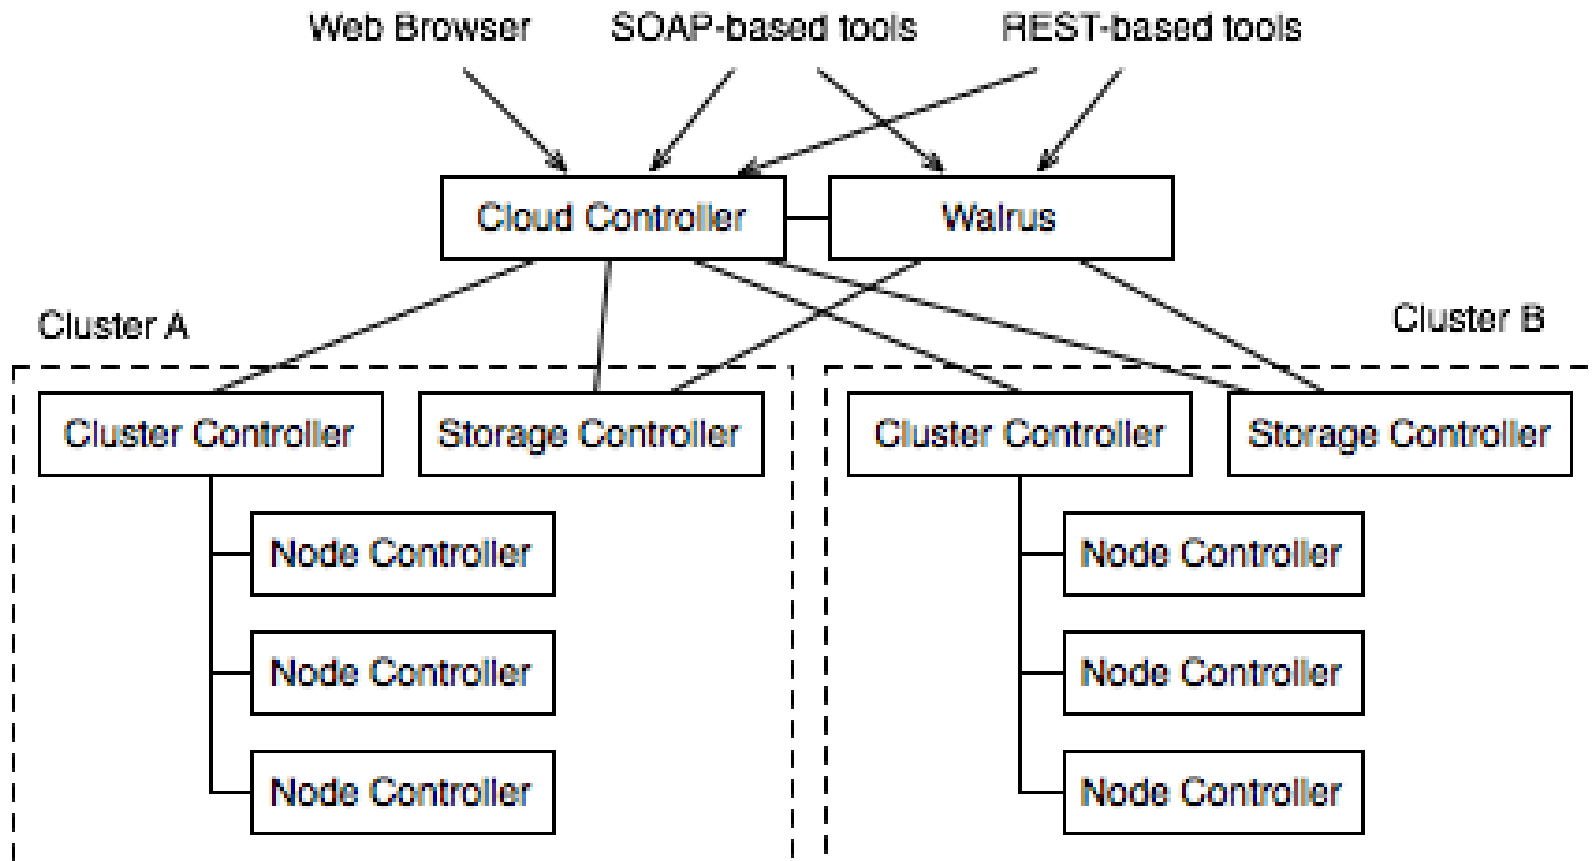 Web Browser
SOAP-based tools
REST-based tools
Cloud Controller
Walrus
Cluster A
Cluster B
Cluster Controller
Storage Controller
Cluster Controller
Storage Controller
Node Controller
Node Controller
Node Controller
Node Controller
Node Controller
Node Controller